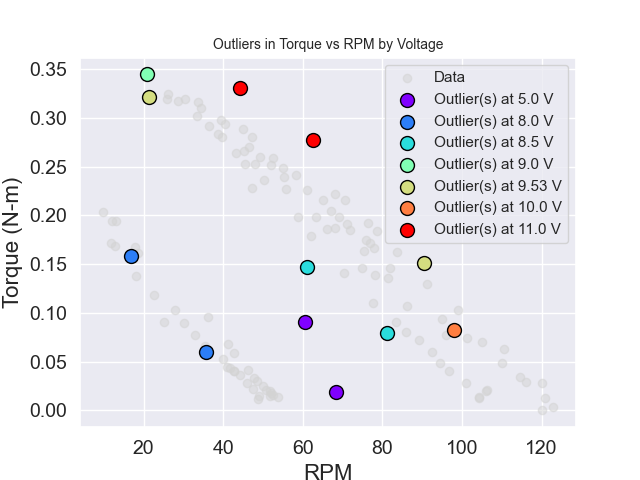 Outliers in Torque vs RPM by Voltage
Torque (N-m)
0.35
0.30
0.25
0.20
0.15
0.10
0.05
0.00
Data
Outlier(s) at 5.0 V
Outlier(s) at 8.0 V
Outlier(s) at 8.5 V
Outlier(s) at 9.0 V
Outlier(s) at 9.53 V
Outlier(s) at 10.0 V
Outlier(s) at 11.0 V
20 40 60 80 100 120
RPM